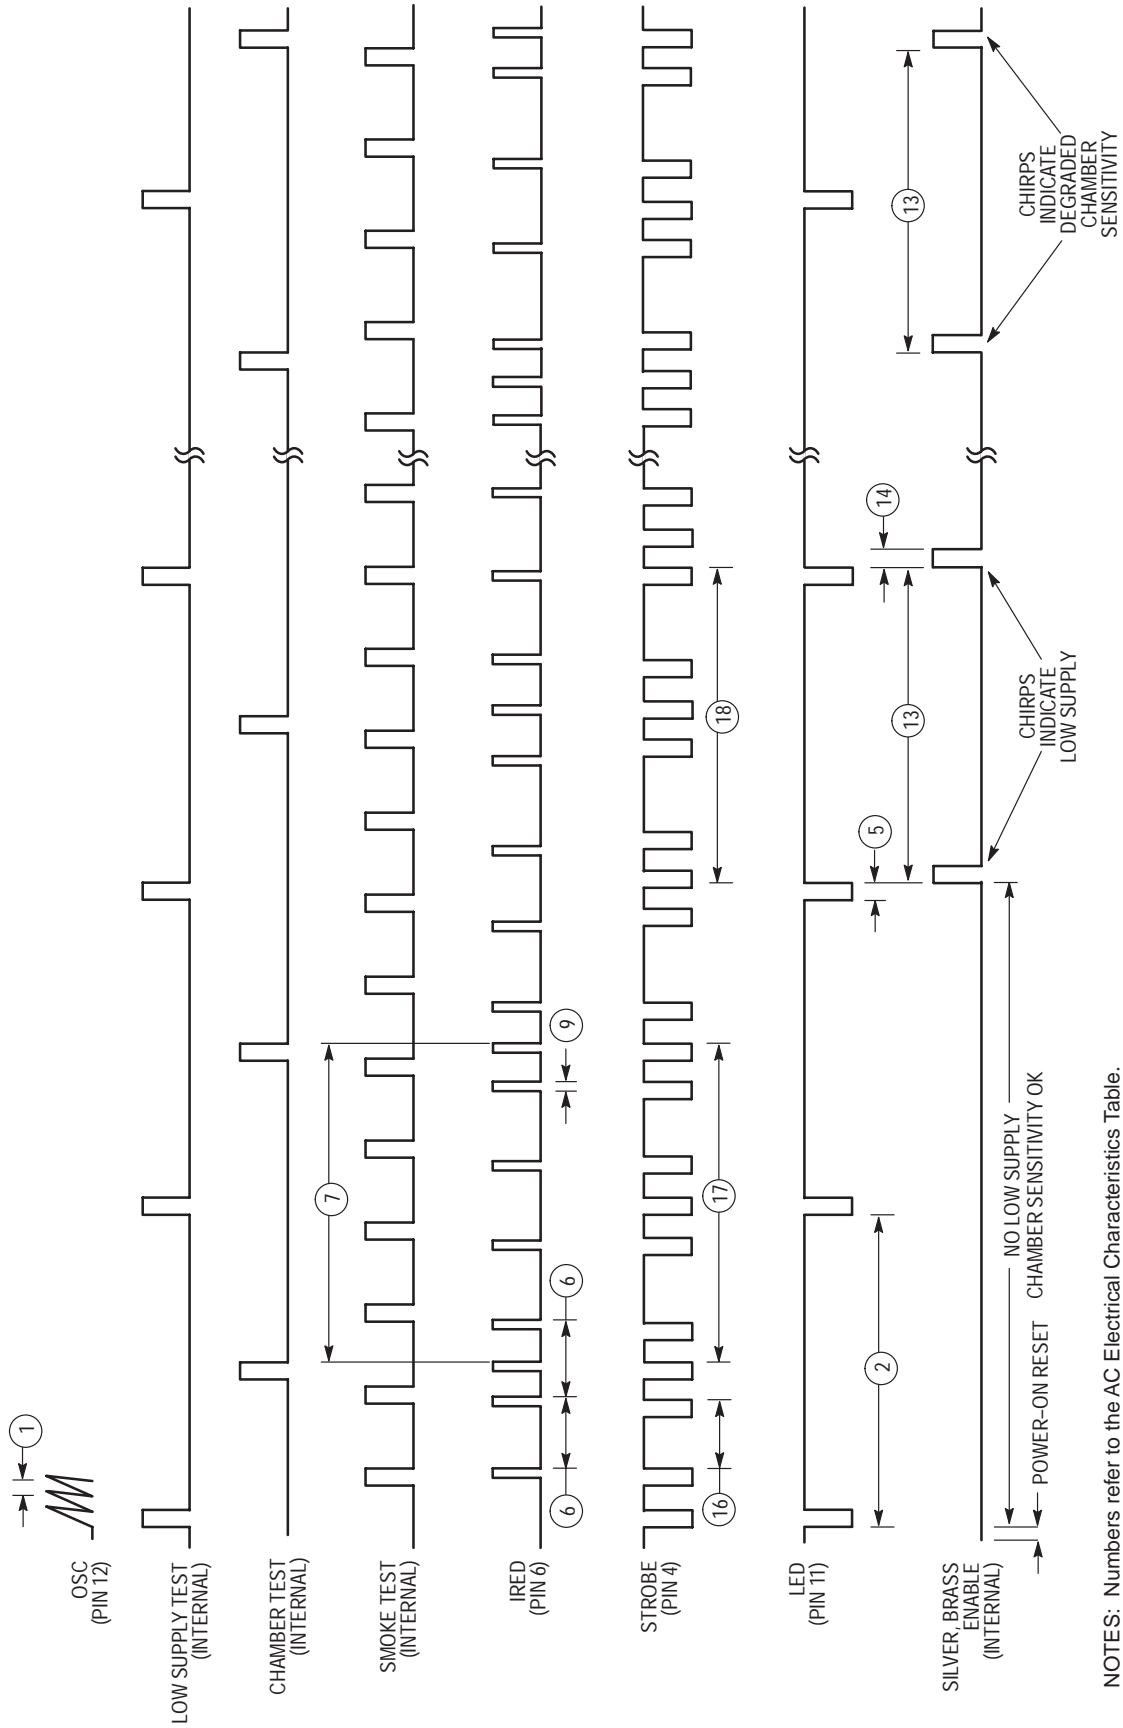 OSC
(PIN 12)
1
LOW SUPPLY TEST
(INTERNAL)
CHAMBER TEST
(INTERNAL)
7
SMOKE TEST
(INTERNAL)
IRED
(PIN 6)
6
6
9
STROBE
(PIN 4)
16
17
18
LED
(PIN 11)
2
5
13
14
13
SILVER, BRASS
ENABLE
(INTERNAL)
POWER–ON RESET
NO LOW SUPPLY
CHAMBER SENSITIVITY OK
CHIRPS
INDICATE
LOW SUPPLY
CHIRPS
INDICATE
DEGRADED
CHAMBER
SENSITIVITY
NOTES: Numbers refer to the AC Electrical Characteristics Table.